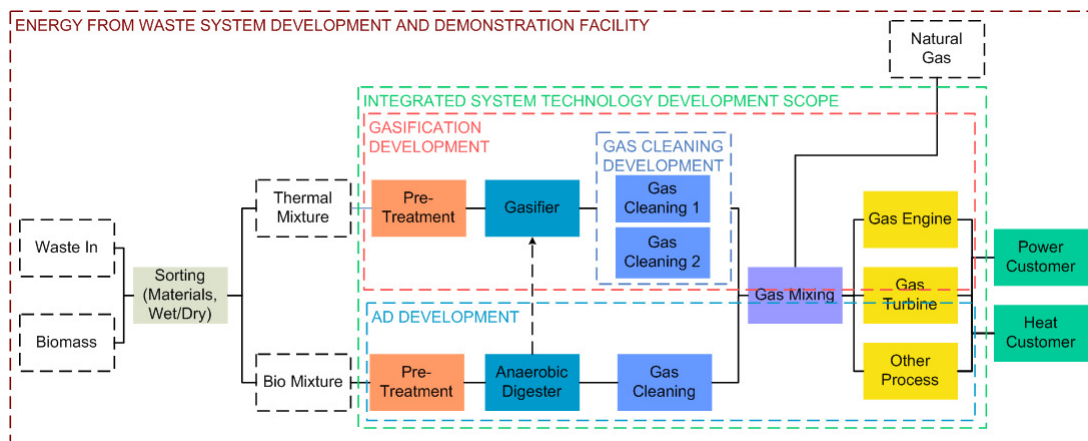 ENERGY FROM WASTE SYSTEM DEVELOPMENT AND DEMONSTRATION FACILITY
Natural
Gas
INTEGRATED SYSTEM TECHNOLOGY DEVELOPMENT SCOPE
GASIFICATION
DEVELOPMENT
GAS CLEANING
DEVELOPMENT
Thermal
Mixture
Pre-
Treatment
Gasifier
Gas
Cleaning 1
Gas
Cleaning 2
Waste In
Biomass
Sorting
(Materials,
Wet/Dry)
Gas Mixing
Gas Engine
Gas
Turbine
Other
Process
Power
Customer
Heat
Customer
AD DEVELOPMENT
Bio Mixture
Pre-
Treatment
Anaerobic
Digester
Gas
Cleaning